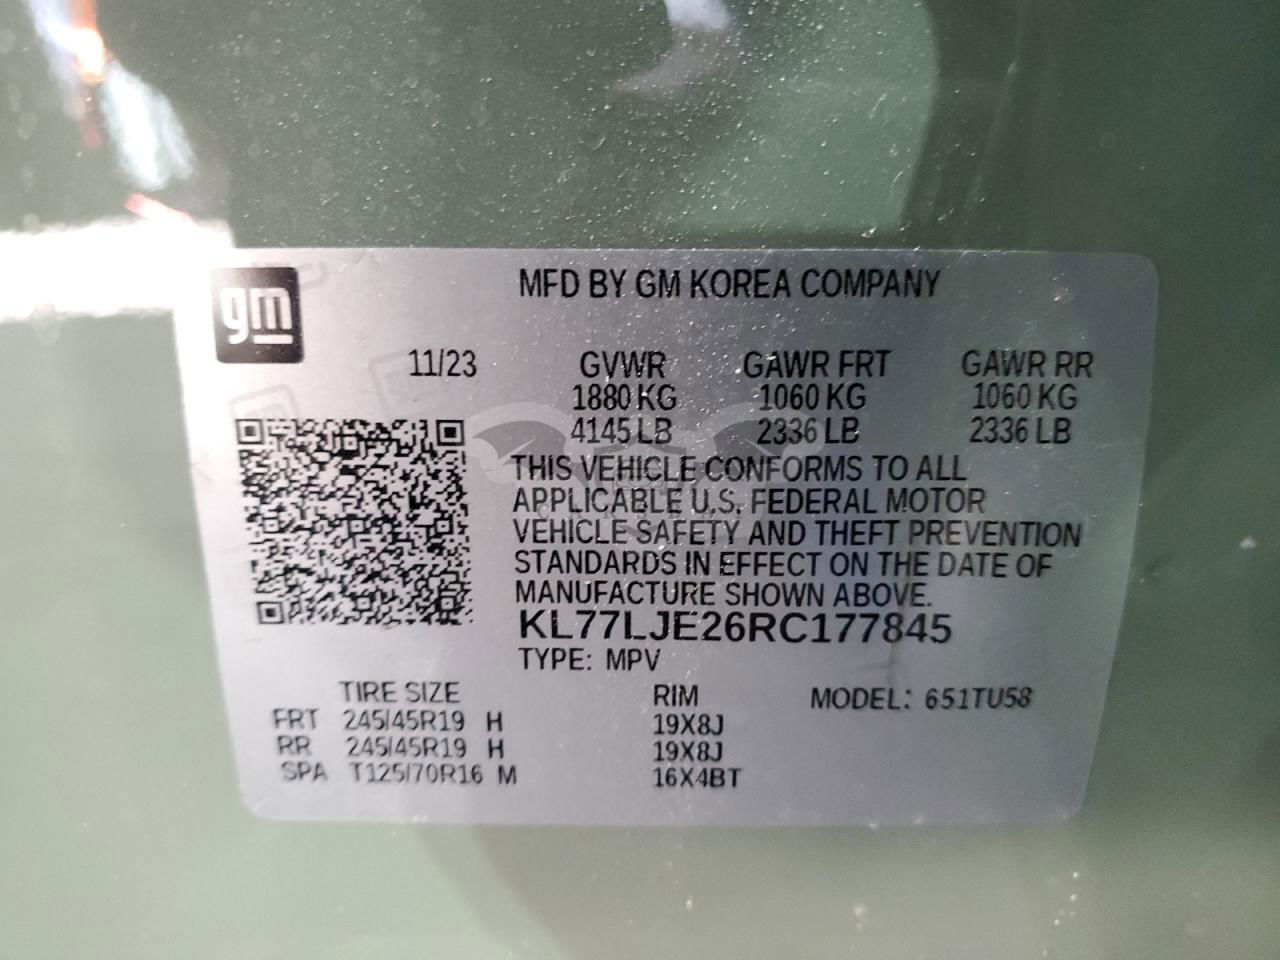 gm
MFD BY GM KOREA COMPANY
11/23 GVWR GAWR FRT GAWR RR
1880 KG 1060 KG 1060 KG
4145 LB 2336 LB 2336 LB
THIS VEHICLE CONFORMS TO ALL
APPLICABLE U.S. FEDERAL MOTOR
VEHICLE SAFETY AND THEFT PREVENTION
STANDARDS IN EFFECT ON THE DATE OF
MANUFACTURE SHOWN ABOVE.
KL77LJE26RC177845
TYPE: MPV
TIRE SIZE RIM MODEL: 651TU58
FRT 245/45R19 H 19X8J
RR 245/45R19 H 19X8J
SPA T125/70R16 M 16X4BT